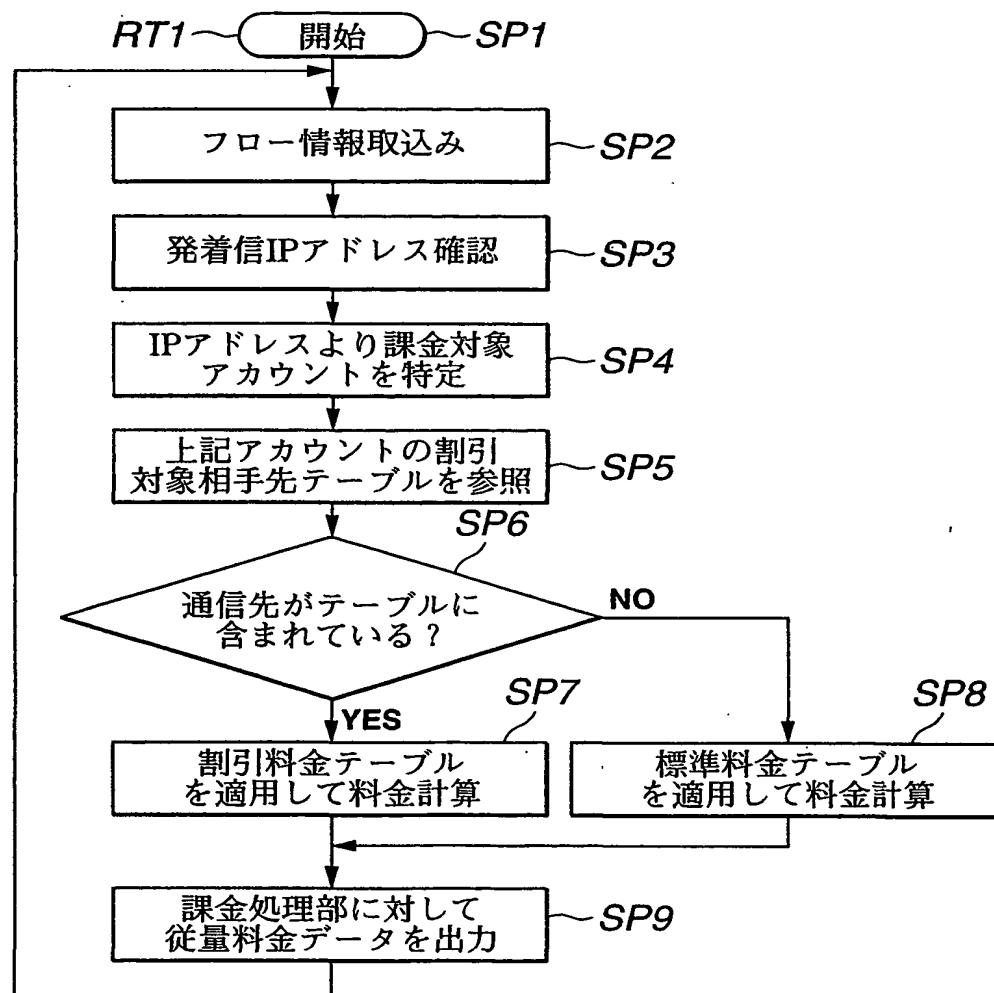 RT1 開始 SP1
フロー情報取込み SP2
発着信IPアドレス確認 SP3
IPアドレスより課金対象
アカウントを特定
SP4
上記アカウントの割引
対象相手先テーブルを参照
SP5
SP6
通信先がテーブルに
含まれている？
NO
YES
SP7
割引料金テーブル
を適用して料金計算
SP8
標準料金テーブル
を適用して料金計算
課金処理部に対して
従量料金データを出力
SP9